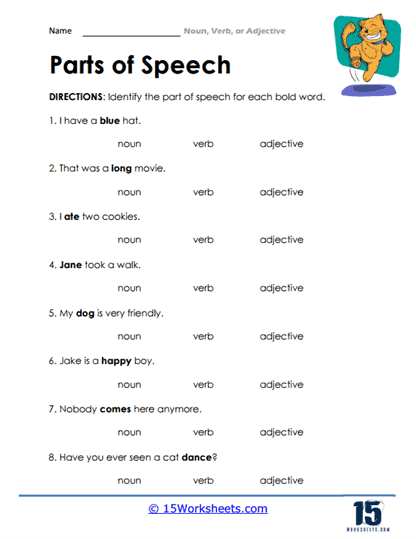 Name ____________________ Noun, Verb, or Adjective
Parts of Speech
DIRECTIONS: Identify the part of speech for each bold word.
1. I have a blue hat.
noun verb adjective
2. That was a long movie.
noun verb adjective
3. I ate two cookies.
noun verb adjective
4. Jane took a walk.
noun verb adjective
5. My dog is very friendly.
noun verb adjective
6. Jake is a happy boy.
noun verb adjective
7. Nobody comes here anymore.
noun verb adjective
8. Have you ever seen a cat dance?
noun verb adjective
© 15Worksheets.com
15
WORKSHEETS.COM